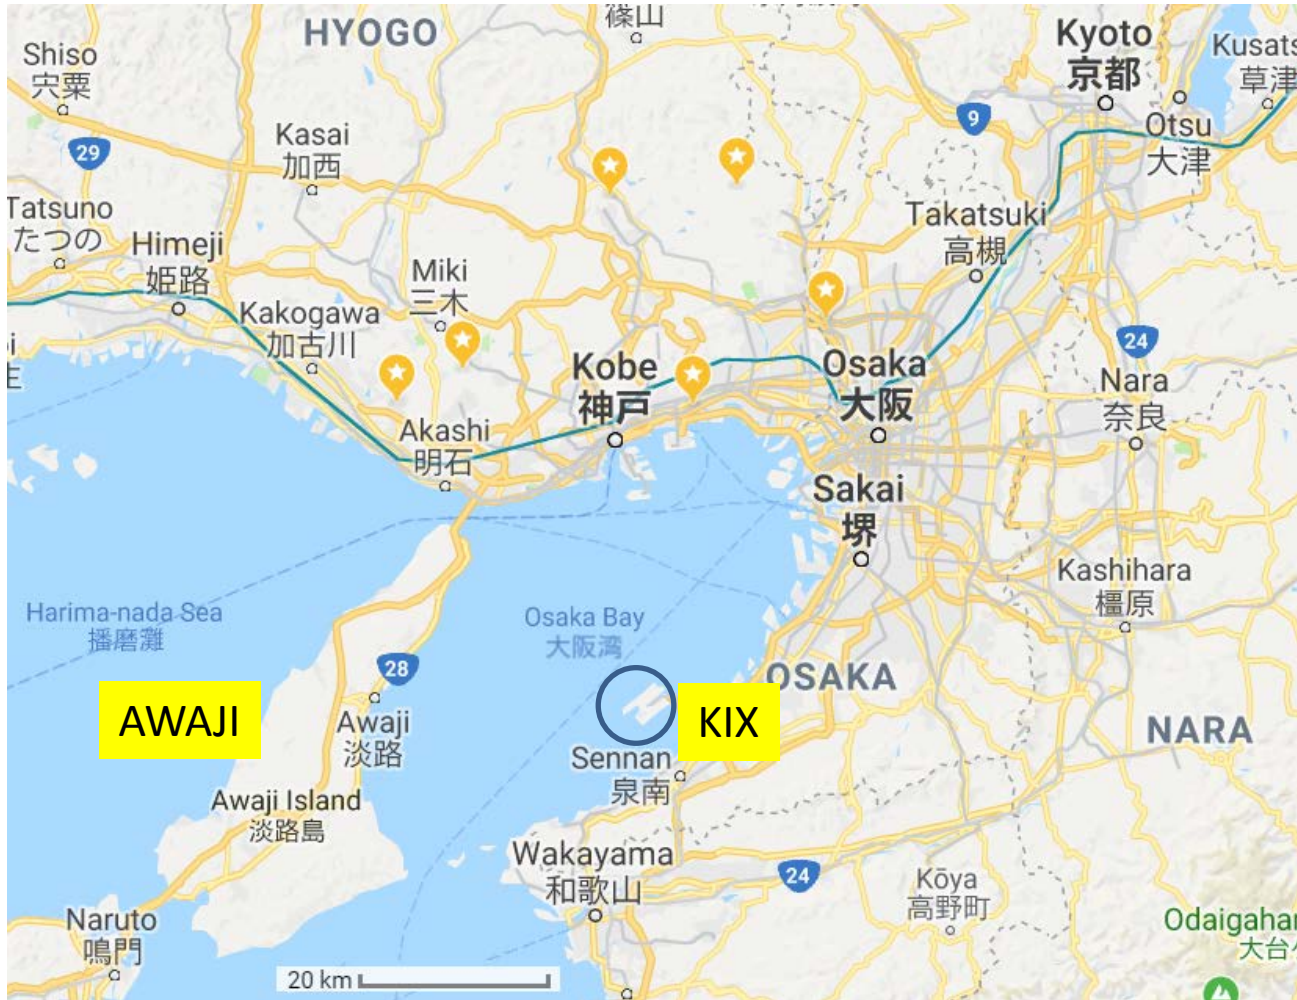 HYOGO
篠山
Kyoto
京都
Shiso
宍粟
Kusats
草津
9
Otsu
大津
Kasai
加西
29
Tatsuno
たつの
Takatsuki
高槻
Himeji
姫路
Miki
三木
Kakogawa
加古川
24
Kobe
神戸
Osaka
大阪
Nara
奈良
Akashi
明石
Sakai
堺
Kashihara
橿原
Harima-nada Sea
播磨灘
Osaka Bay
大阪湾
28
OSAKA
AWAJI
KIX
Awaji
淡路
NARA
Sennan
泉南
Awaji Island
淡路島
Wakayama
和歌山
24
Kōya
高野町
Naruto
鳴門
Odaigahar
大台
20 km